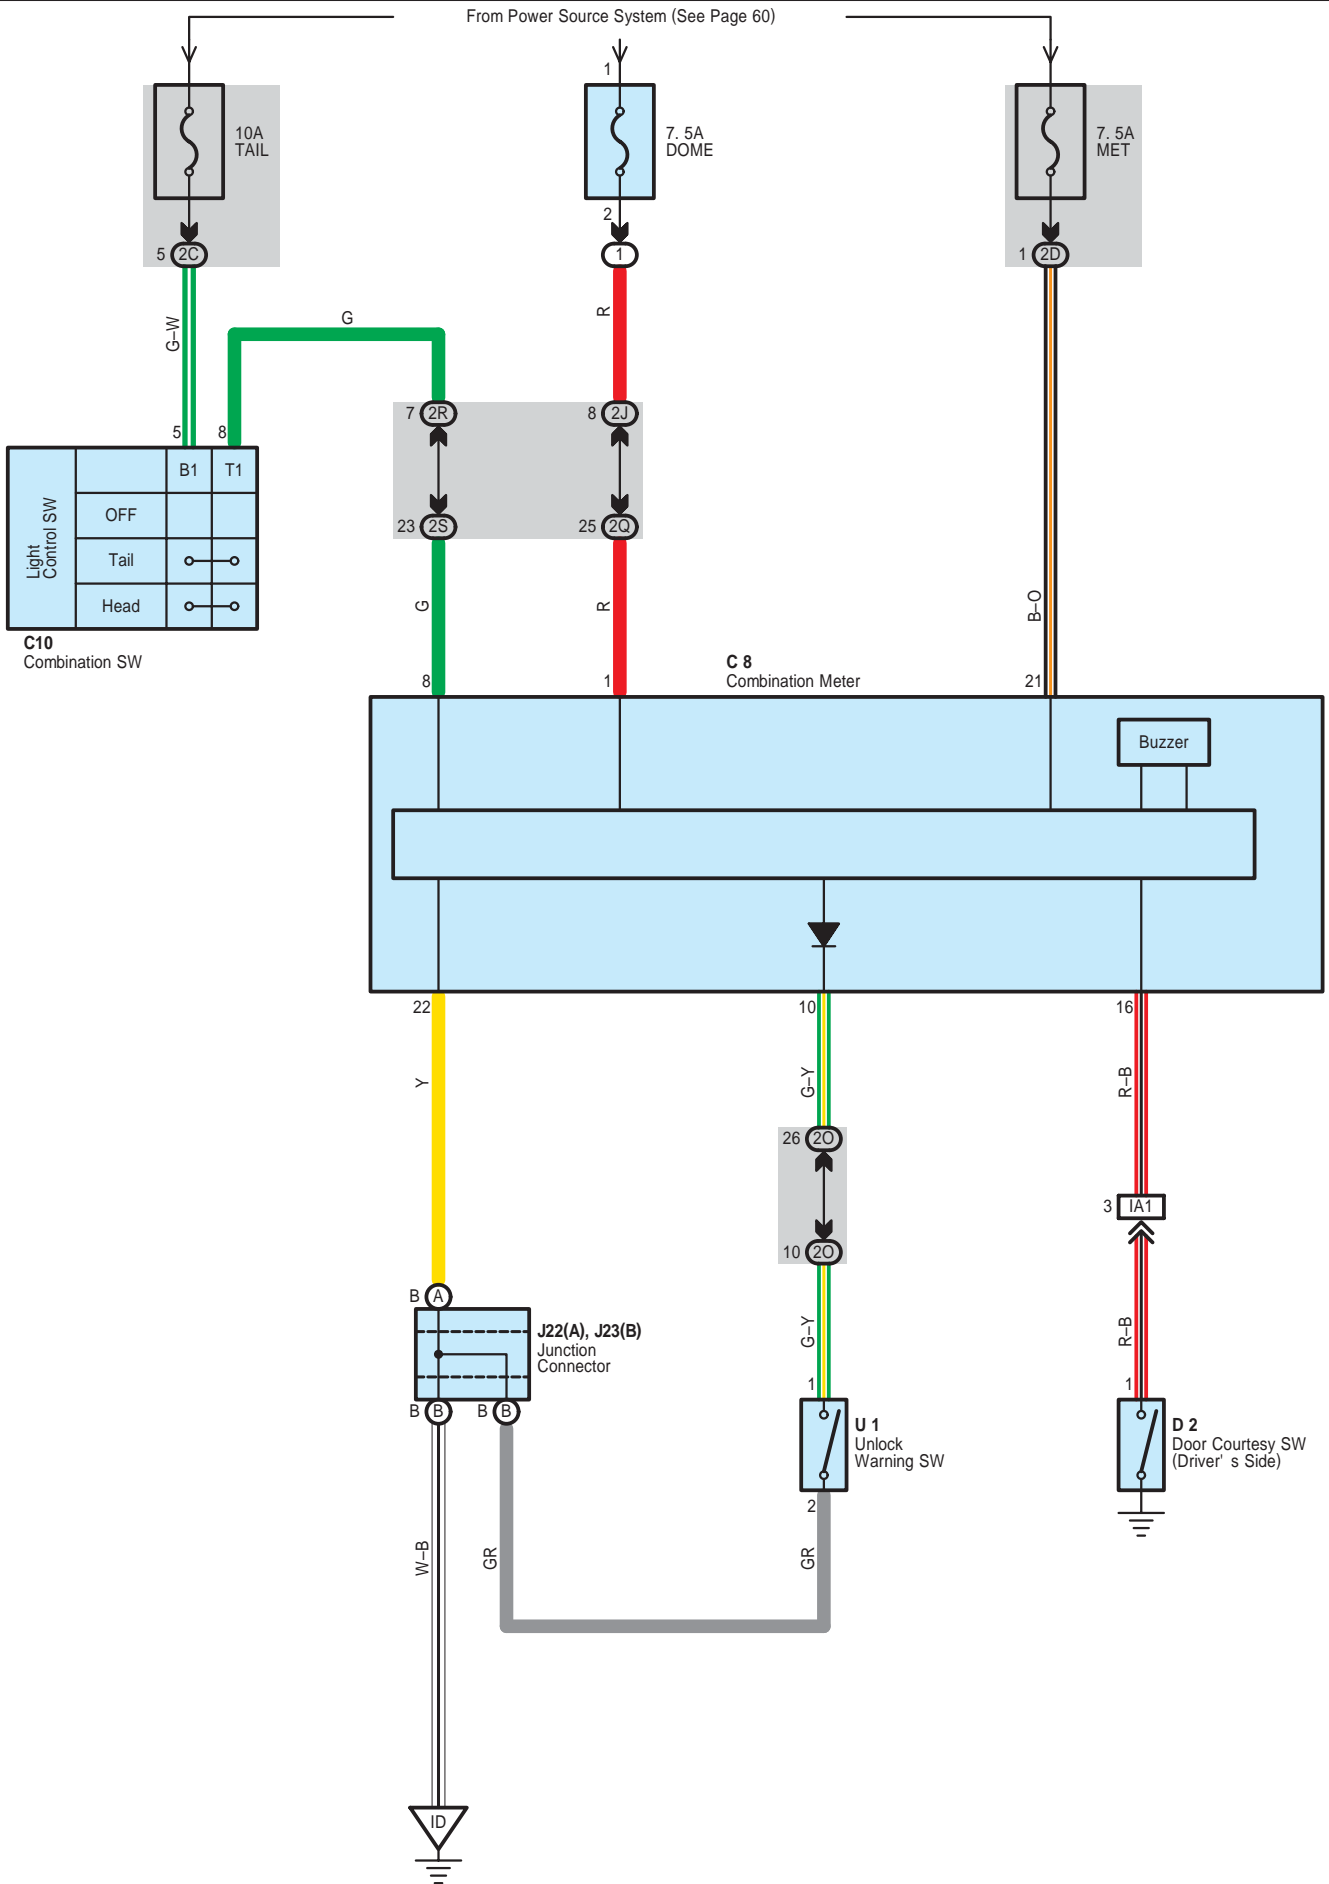 From Power Source System (See Page 60)
1
10A
TAIL
7. 5A
DOME
7. 5A
MET
2
5 2C
1
1 2D
G–W
G
R
7 2R
8 2J
5
8
B1 T1
OFF
Tail
Head
Light
Control SW
C10
Combination SW
23 2S
25 2Q
G
R
B–O
8
1
C 8
Combination Meter
21
Buzzer
22
10
16
Y
G–Y
R–B
26 2O
3 IA1
10 2O
B A
J22(A), J23(B)
Junction
Connector
G–Y
R–B
1
1
B B
B B
U 1
Unlock
Warning SW
D 2
Door Courtesy SW
(Driver' s Side)
2
W–B
GR
GR
ID